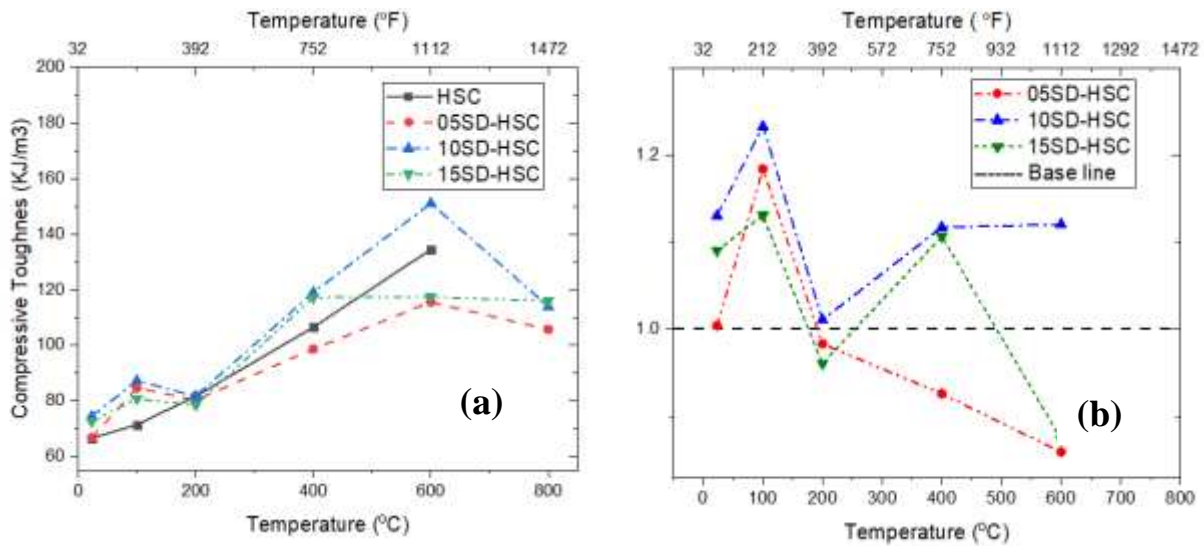 Temperature (°F)
32 392 752 1112 1472
200
180
160
140
120
100
80
60
Compressive Toughnes (KJ/m3)
HSC
05SD-HSC
10SD-HSC
15SD-HSC
(a)
0 200 400 600 800
Temperature (°C)
Temperature (°F)
32 212 392 572 752 932 1112 1292 1472
1.2
1.0
05SD-HSC
10SD-HSC
15SD-HSC
Base line
(b)
0 100 200 300 400 500 600 700 800
Temperature (°C)